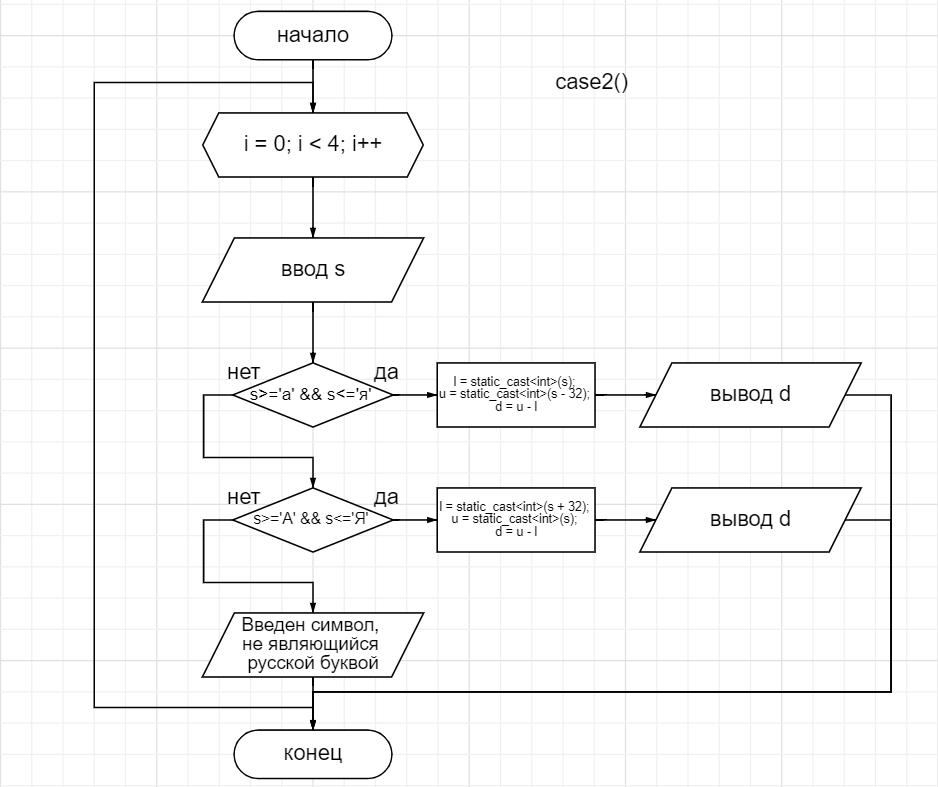 начало
case2()
i = 0; i < 4; i++
ввод s
нет
да
s>='а' && s<='я'
l = static_cast<int>(s);
u = static_cast<int>(s - 32);
d = u - l
вывод d
нет
да
s>='А' && s<='Я'
l = static_cast<int>(s + 32);
u = static_cast<int>(s);
d = u - l
вывод d
Введен символ,
не являющийся
русской буквой
конец